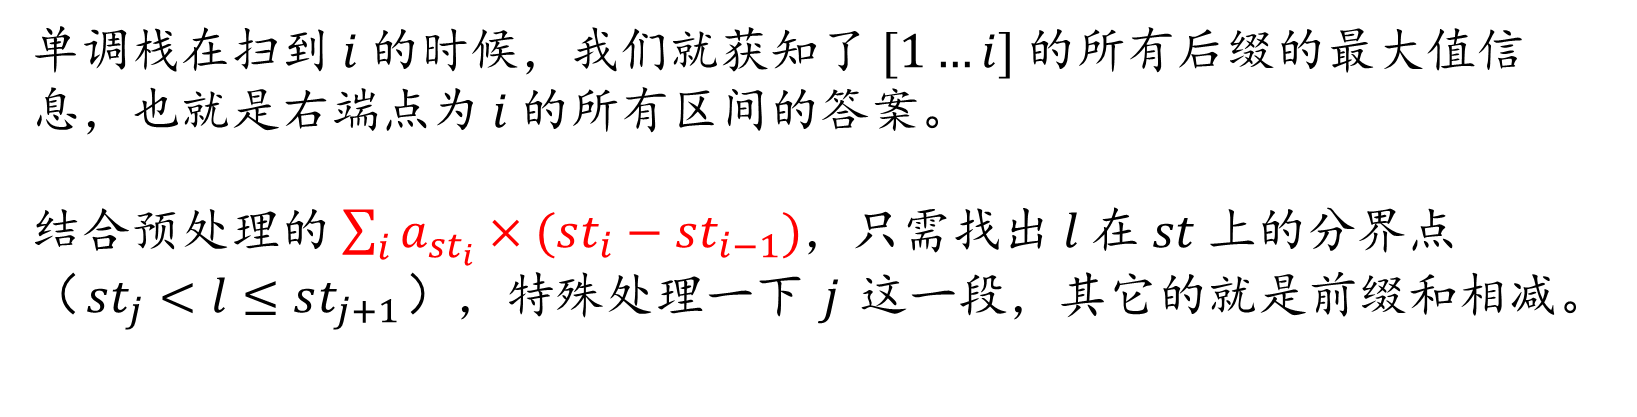 单调栈在扫到 i 的时候，我们就获知了 [1 … i] 的所有后缀的最大值信
息，也就是右端点为 i 的所有区间的答案。
结合预处理的 ∑_i a_{st_i} × (st_i − st_{i−1})，只需找出 l 在 st 上的分界点
（st_j < l ≤ st_{j+1}），特殊处理一下 j 这一段，其它的就是前缀和相减。